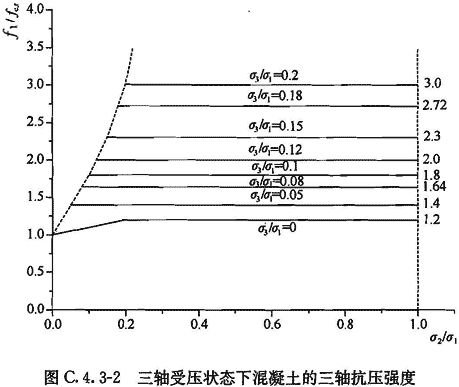 f₁/f_c,r
4.0
3.5
3.0
2.5
2.0
1.5
1.0
0.5
0.0
σ₃/σ₁=0.2
3.0
σ₃/σ₁=0.18
2.72
σ₃/σ₁=0.15
2.3
σ₃/σ₁=0.12
2.0
σ₃/σ₁=0.1
1.8
σ₃/σ₁=0.08
1.64
σ₃/σ₁=0.05
1.4
σ₃/σ₁=0
1.2
0.0 0.2 0.4 0.6 0.8 1.0
σ₂/σ₁
图 C.4.3-2 三轴受压状态下混凝土的三轴抗压强度